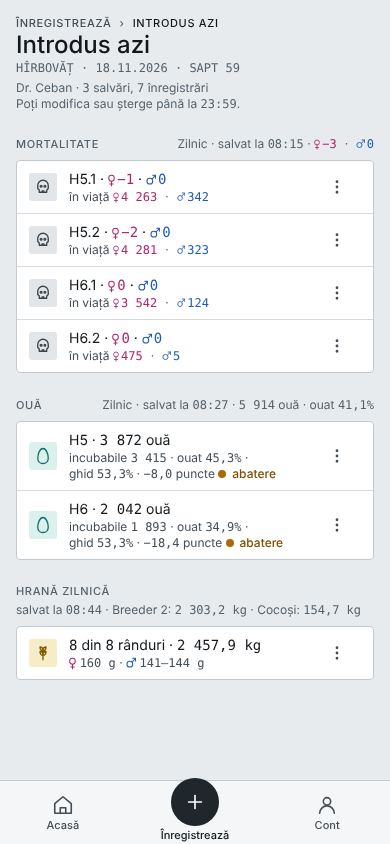 ÎNREGISTREAZĂ › INTRODUS AZI
Introdus azi
HÎRBOVĂȚ · 18.11.2026 · SAPT 59
Dr. Ceban · 3 salvări, 7 înregistrări
Poți modifica sau șterge până la 23:59.
MORTALITATE Zilnic · salvat la 08:15 · ♀−3 · ♂0
H5.1 · ♀−1 · ♂0
în viață ♀4 263 · ♂342
H5.2 · ♀−2 · ♂0
în viață ♀4 281 · ♂323
H6.1 · ♀0 · ♂0
în viață ♀3 542 · ♂124
H6.2 · ♀0 · ♂0
în viață ♀475 · ♂5
OUĂ Zilnic · salvat la 08:27 · 5 914 ouă · ouat 41,1%
H5 · 3 872 ouă
incubabile 3 415 · ouat 45,3% ·
ghid 53,3% · −8,0 puncte abatere
H6 · 2 042 ouă
incubabile 1 893 · ouat 34,9% ·
ghid 53,3% · −18,4 puncte abatere
HRANĂ ZILNICĂ
salvat la 08:44 · Breeder 2: 2 303,2 kg · Cocoși: 154,7 kg
8 din 8 rânduri · 2 457,9 kg
♀160 g · ♂141–144 g
Acasă
Înregistrează
Cont